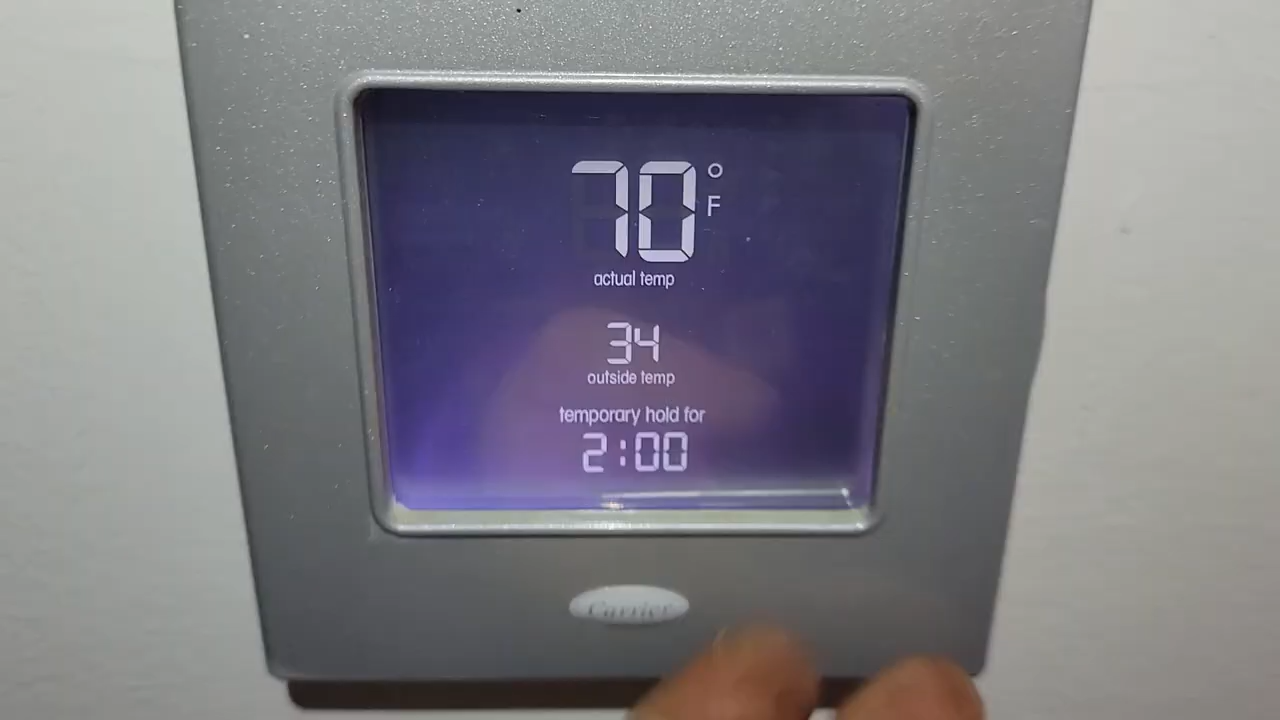 70°F
actual temp
34
outside temp
temporary hold for
2:00
Carrier